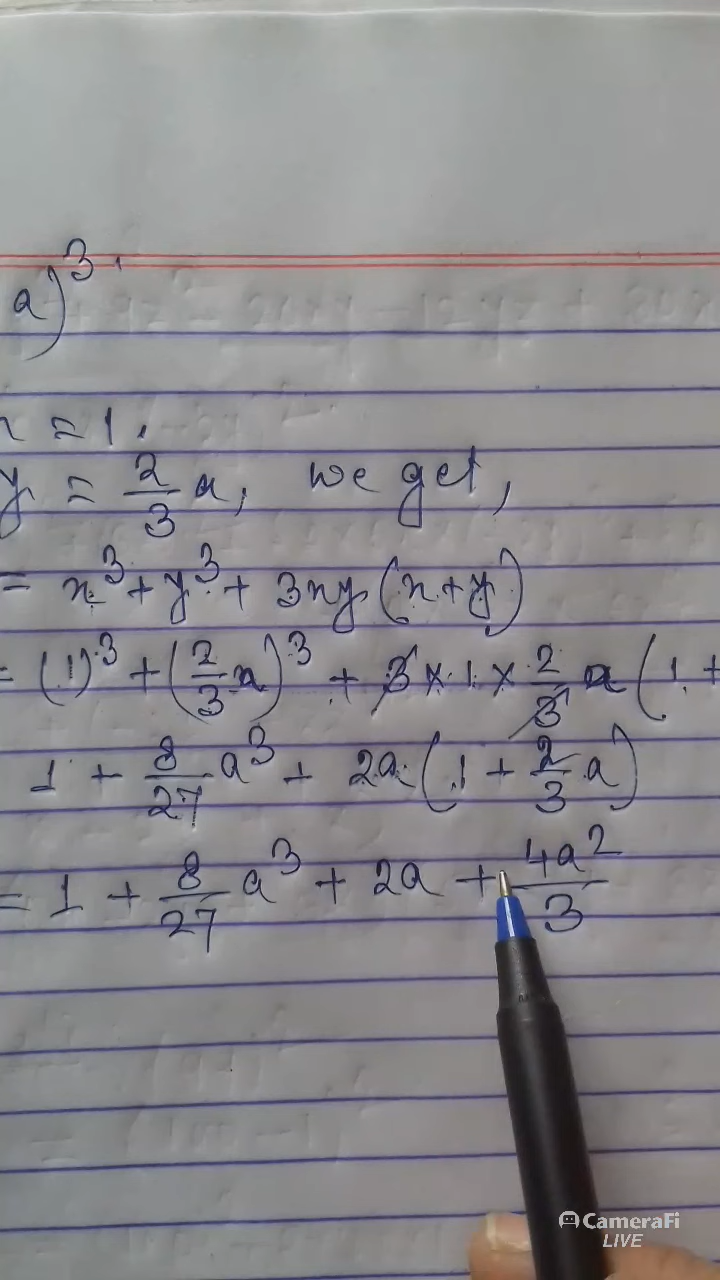 a)³.
x = 1.
y = 2/3 a, we get,
= x³ + y³ + 3xy (x + y)
= (1)³ + (2/3 a)³ + 3 × 1 × 2/3 a (1 +
1 + 8/27 a³ + 2a (1 + 2/3 a)
= 1 + 8/27 a³ + 2a + 4a²/3
CameraFi
LIVE